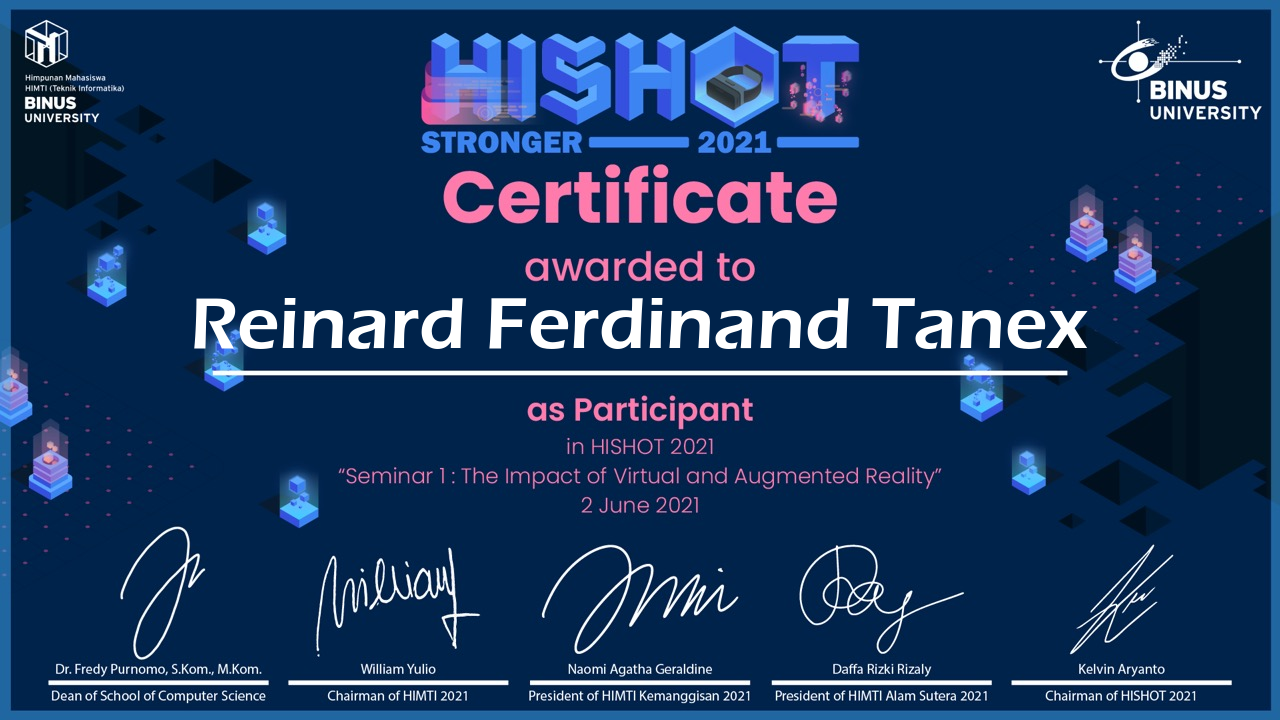 Himpunan Mahasiswa
HIMTI (Teknik Informatika)
BINUS
UNIVERSITY
HISHOT
STRONGER 2021
BINUS
UNIVERSITY
Certificate
awarded to
Reinard Ferdinand Tanex
as Participant
in HISHOT 2021
“Seminar 1 : The Impact of Virtual and Augmented Reality”
2 June 2021
Dr. Fredy Purnomo, S.Kom., M.Kom.
Dean of School of Computer Science
William Yulio
Chairman of HIMTI 2021
Naomi Agatha Geraldine
President of HIMTI Kemanggisan 2021
Daffa Rizki Rizaly
President of HIMTI Alam Sutera 2021
Kelvin Aryanto
Chairman of HISHOT 2021